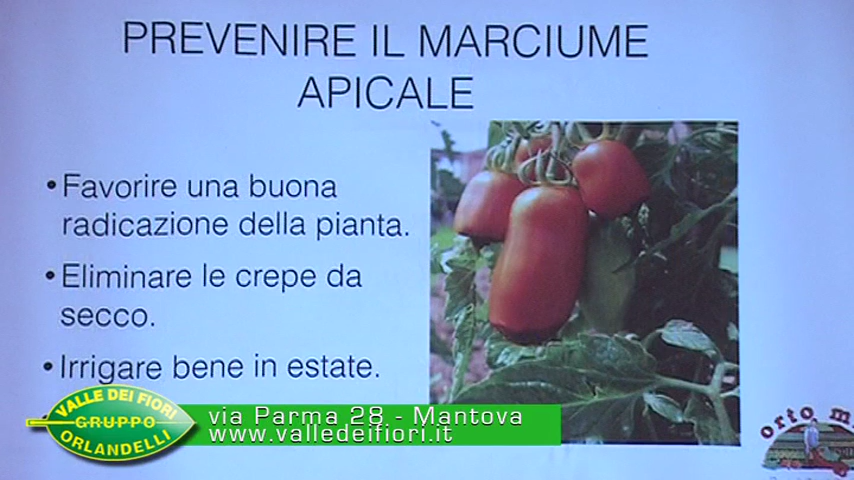 PREVENIRE IL MARCIUME
APICALE
•Favorire una buona
radicazione della pianta.
•Eliminare le crepe da
secco.
•Irrigare bene in estate.
VALLE DEI FIORI
GRUPPO
ORLANDELLI
via Parma 28 - Mantova
www.valledeifiori.it
orto m